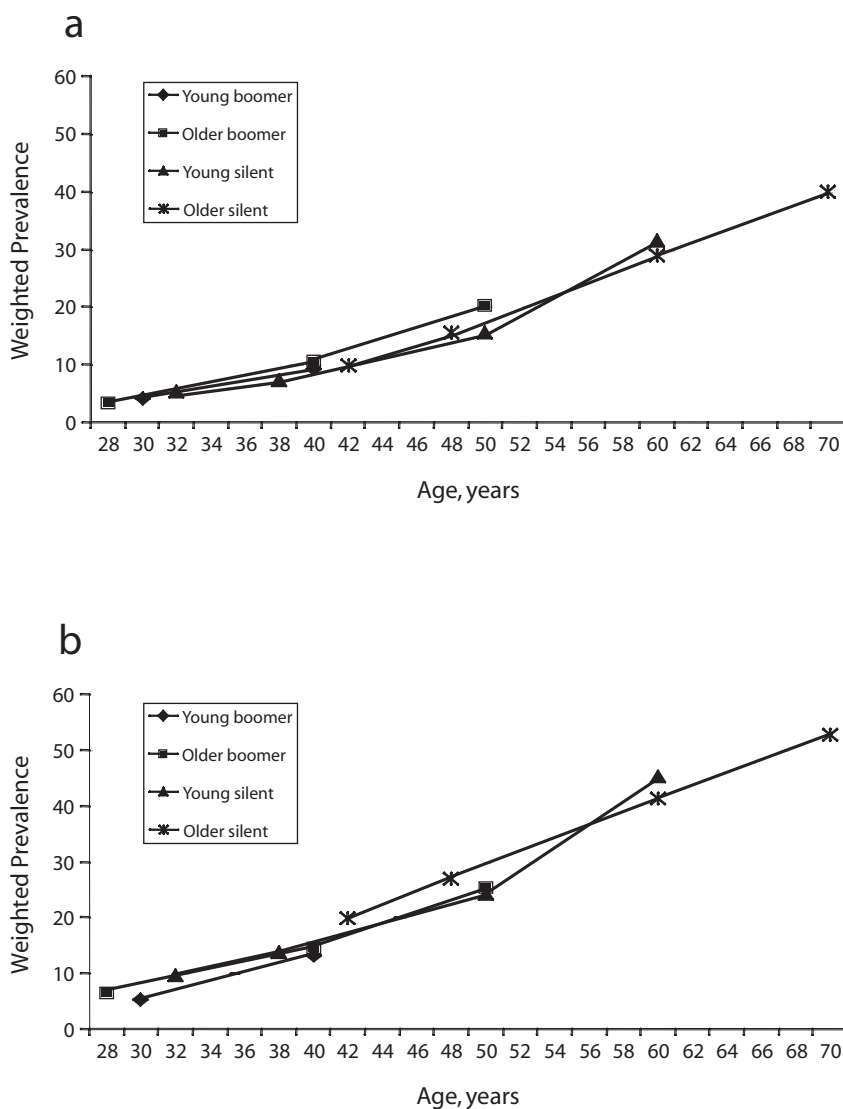 a
60
50
40
30
20
10
0
Weighted Prevalence
Young boomer
Older boomer
Young silent
Older silent
28 30 32 34 36 38 40 42 44 46 48 50 52 54 56 58 60 62 64 66 68 70
Age, years
b
60
50
40
30
20
10
0
Weighted Prevalence
Young boomer
Older boomer
Young silent
Older silent
28 30 32 34 36 38 40 42 44 46 48 50 52 54 56 58 60 62 64 66 68 70
Age, years